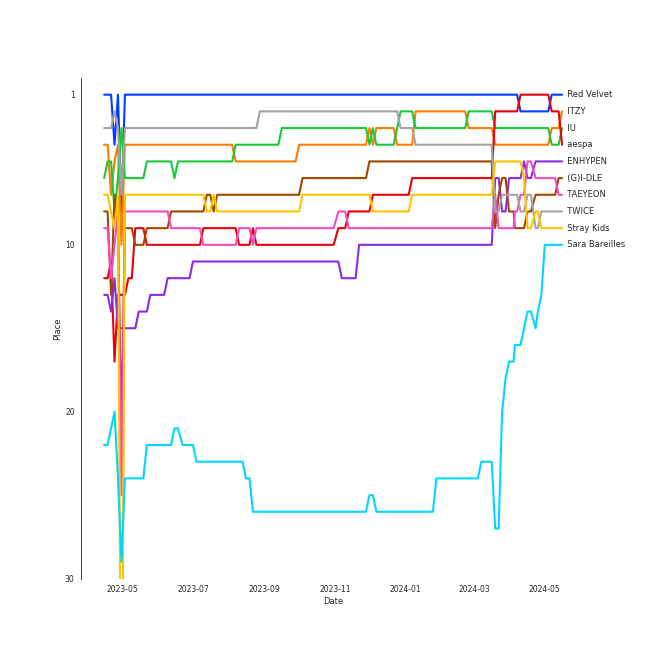 1
10
20
30
Place
2023-05
2023-07
2023-09
2023-11
2024-01
2024-03
2024-05
Date
Red Velvet
ITZY
IU
aespa
ENHYPEN
(G)I-DLE
TAEYEON
TWICE
Stray Kids
Sara Bareilles